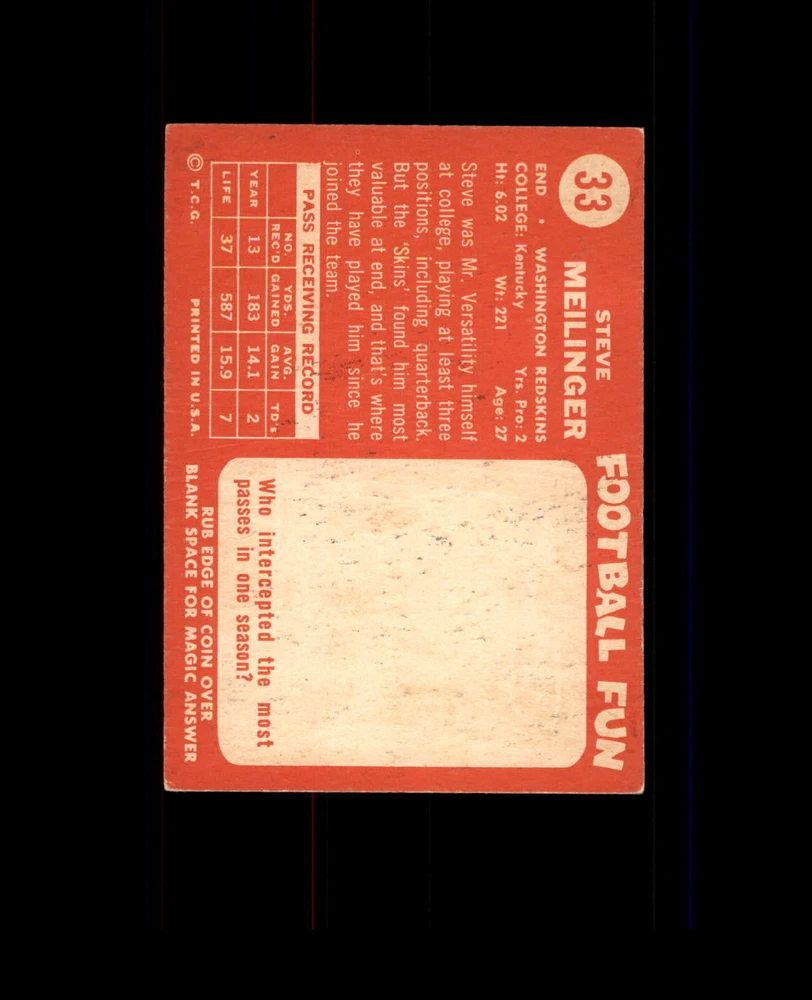 33
STEVE
MEILINGER
END • WASHINGTON REDSKINS
COLLEGE: Kentucky Yrs. Pro: 2
Ht: 6.02 Wt: 221 Age: 27
Steve was Mr. Versatility himself
at college, playing at least three
positions, including quarterback.
But the 'Skins' found him most
valuable at end, and that's where
they have played him since he
joined the team.
PASS RECEIVING RECORD
NO. REC'D YDS. GAINED AVG. GAIN TD's
YEAR 13 183 14.1 2
LIFE 37 587 15.9 7
© T.C.G. PRINTED IN U.S.A.
FOOTBALL FUN
Who intercepted the most
passes in one season?
RUB EDGE OF COIN OVER
BLANK SPACE FOR MAGIC ANSWER